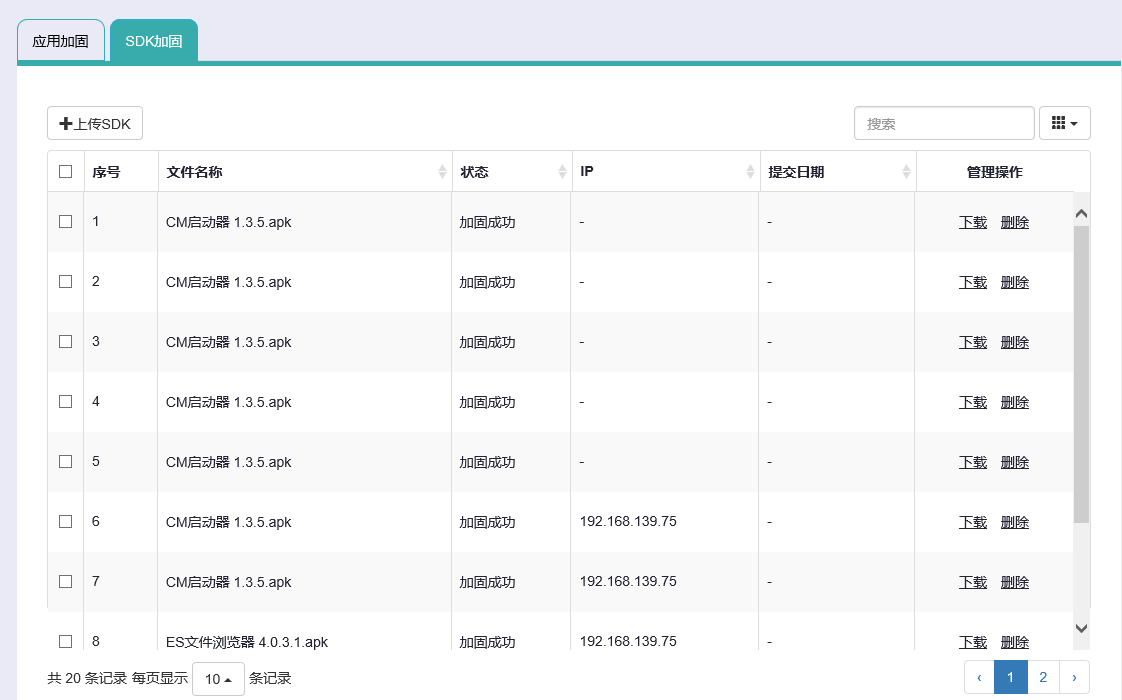 应用加固 SDK加固
上传SDK 搜索
序号 文件名称 状态 IP 提交日期 管理操作
1 CM启动器 1.3.5.apk 加固成功 - - 下载 删除
2 CM启动器 1.3.5.apk 加固成功 - - 下载 删除
3 CM启动器 1.3.5.apk 加固成功 - - 下载 删除
4 CM启动器 1.3.5.apk 加固成功 - - 下载 删除
5 CM启动器 1.3.5.apk 加固成功 - - 下载 删除
6 CM启动器 1.3.5.apk 加固成功 192.168.139.75 - 下载 删除
7 CM启动器 1.3.5.apk 加固成功 192.168.139.75 - 下载 删除
8 ES文件浏览器 4.0.3.1.apk 加固成功 192.168.139.75 - 下载 删除
共 20 条记录 每页显示 10 条记录 ‹ 1 2 ›